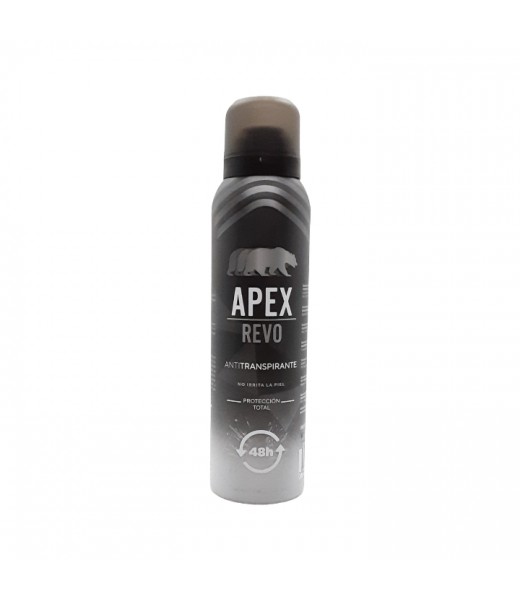 APEX
REVO
ANTITRANSPIRANTE
NO IRRITA LA PIEL
PROTECCIÓN
TOTAL
48h